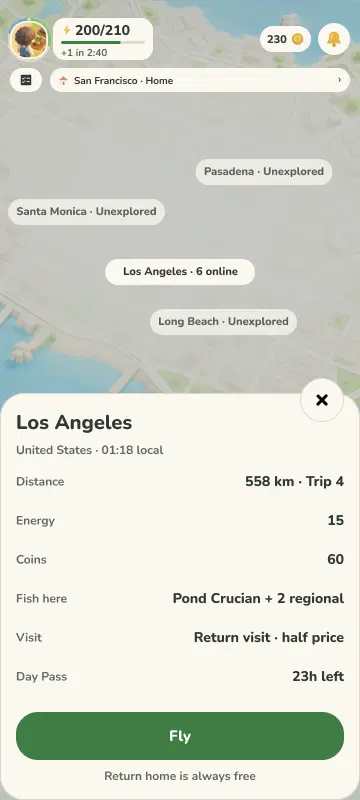 200/210
+1 in 2:40
230
San Francisco · Home
Pasadena · Unexplored
Santa Monica · Unexplored
Los Angeles · 6 online
Long Beach · Unexplored
Los Angeles
United States · 01:18 local
Distance 558 km · Trip 4
Energy 15
Coins 60
Fish here Pond Crucian + 2 regional
Visit Return visit · half price
Day Pass 23h left
Fly
Return home is always free